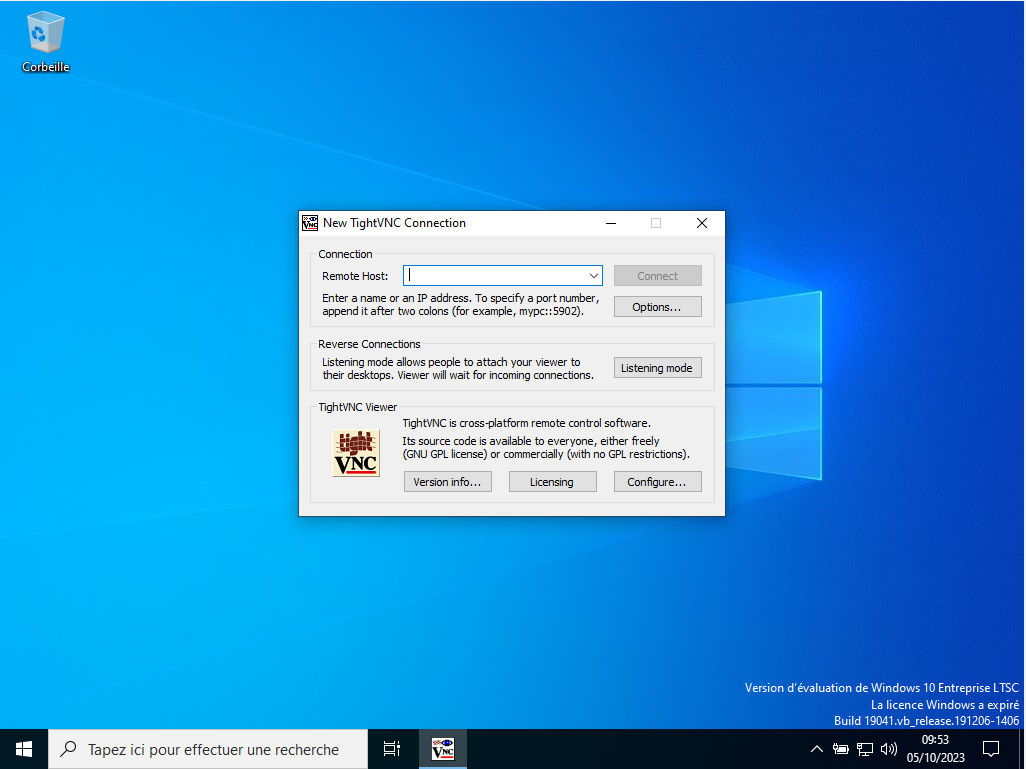 Corbeille
New TightVNC Connection
Connection
Remote Host:
Connect
Enter a name or an IP address. To specify a port number,
append it after two colons (for example, mypc::5902).
Options...
Reverse Connections
Listening mode allows people to attach your viewer to
their desktops. Viewer will wait for incoming connections.
Listening mode
TightVNC Viewer
TightVNC is cross-platform remote control software.
Its source code is available to everyone, either freely
(GNU GPL license) or commercially (with no GPL restrictions).
tight
VNC
Version info...
Licensing
Configure...
Version d'évaluation de Windows 10 Entreprise LTSC
La licence Windows a expiré
Build 19041.vb_release.191206-1406
Tapez ici pour effectuer une recherche
VNC
09:53
05/10/2023